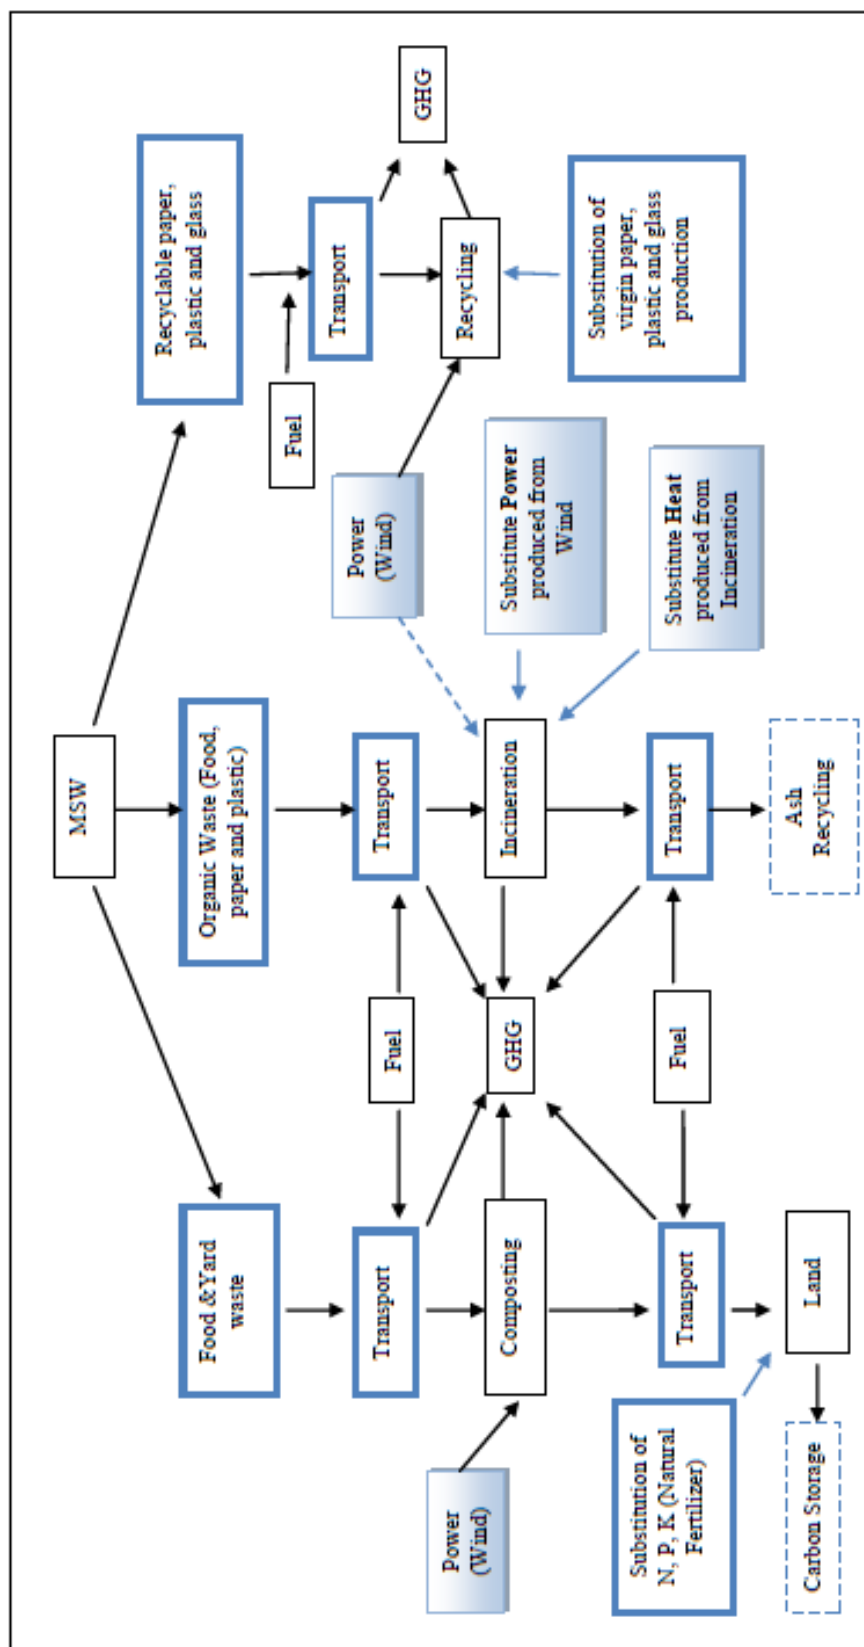 MSW
Food &Yard
waste
Organic Waste (Food,
paper and plastic)
Recyclable paper,
plastic and glass
Transport
Fuel
Transport
Fuel
Transport
Power
(Wind)
Composting
GHG
Incineration
Power
(Wind)
Recycling
GHG
Substitute Power
produced from
Wind
Substitute Heat
produced from
Incineration
Substitution of
virgin paper,
plastic and glass
production
Substitution of
N, P, K (Natural
Fertilizer)
Transport
Fuel
Transport
Carbon Storage
Land
Ash
Recycling